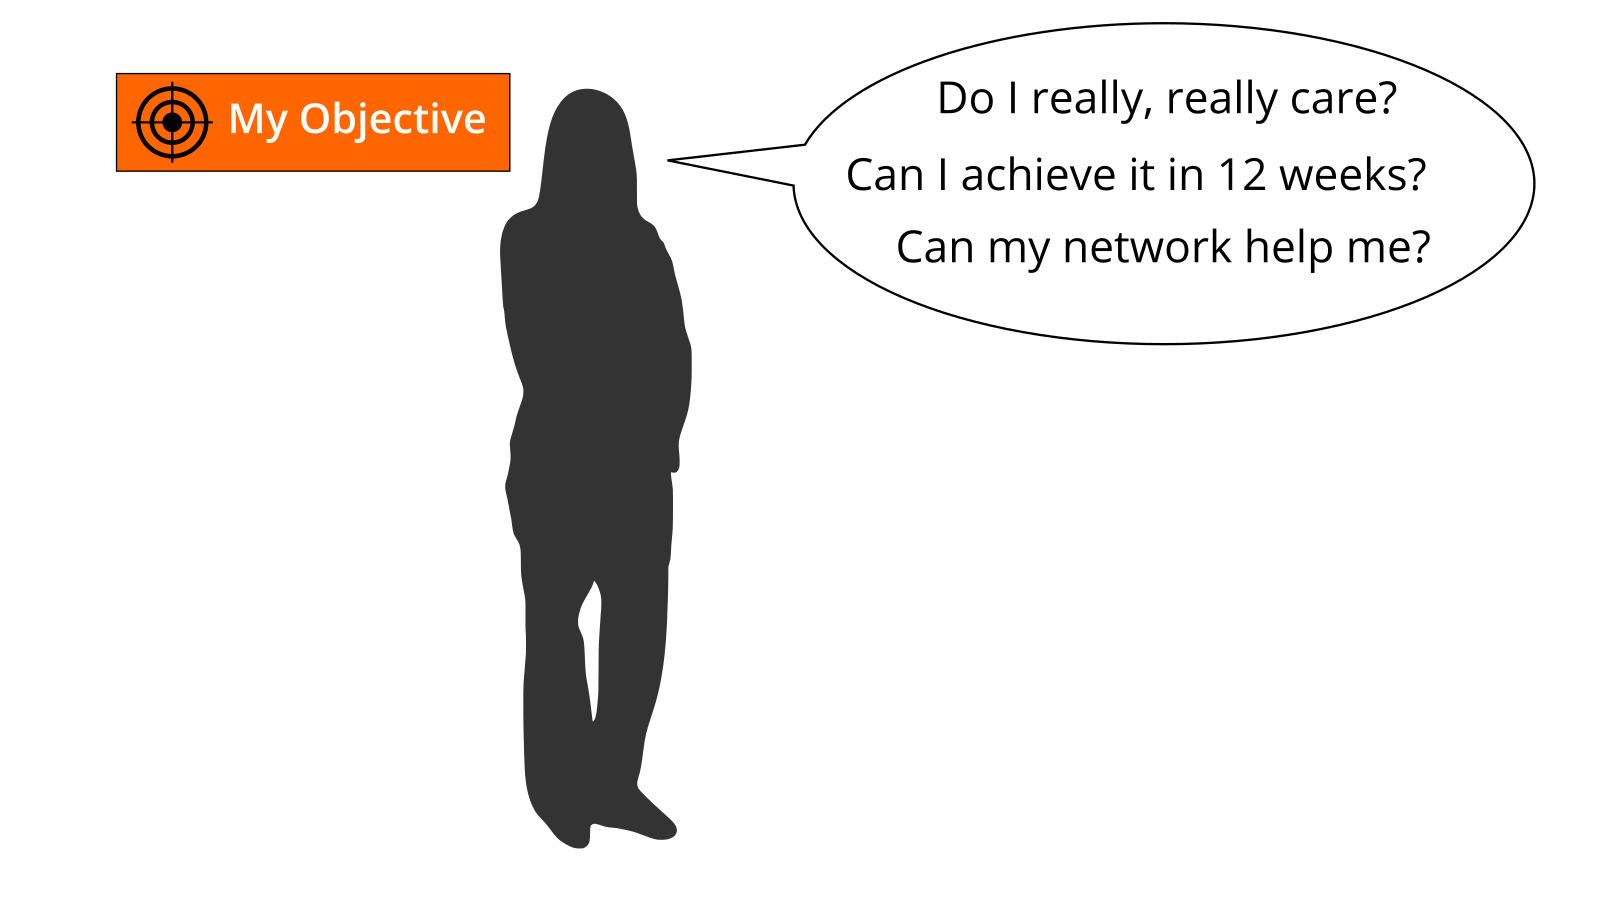 My Objective
Do I really, really care?
Can I achieve it in 12 weeks?
Can my network help me?